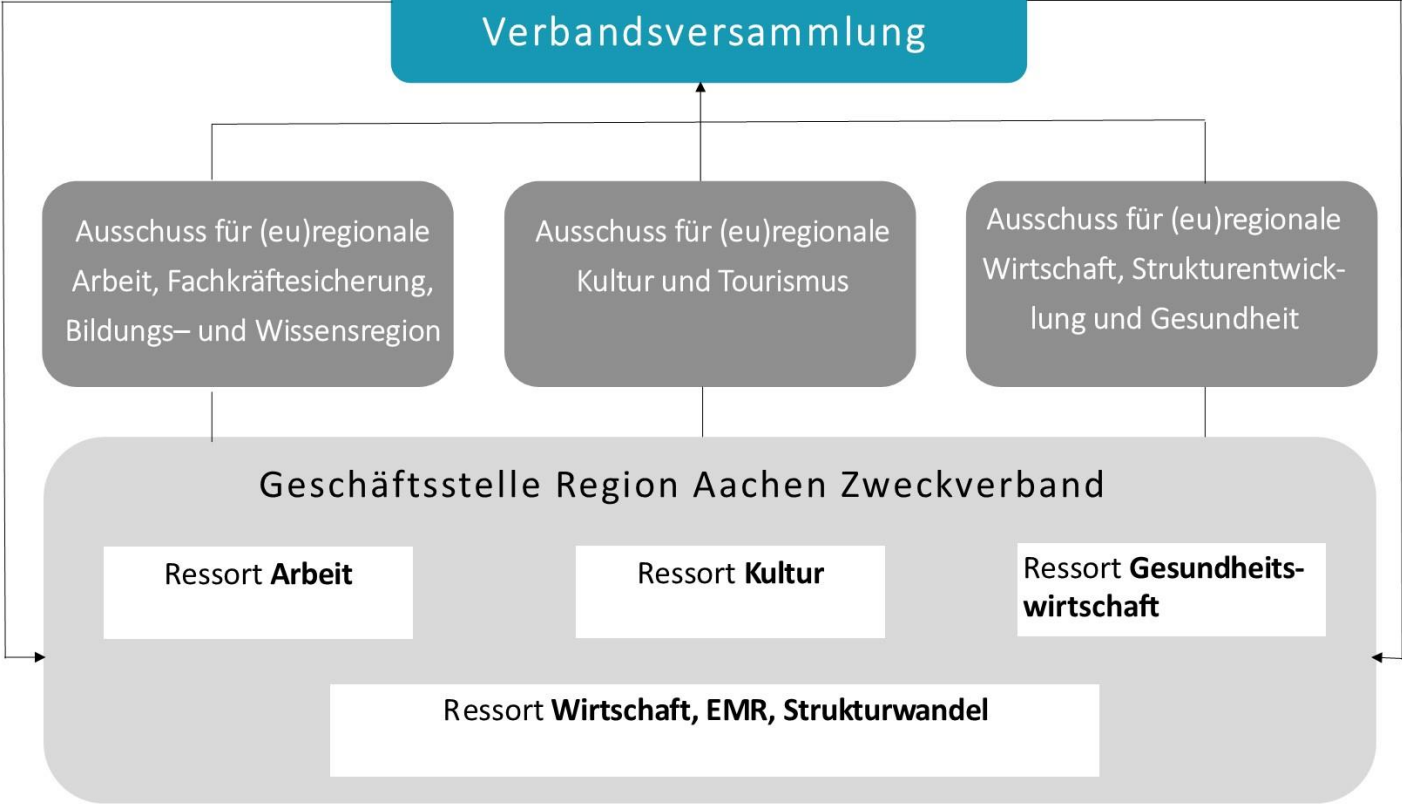 Verbandsversammlung
Ausschuss für (eu)regionale
Arbeit, Fachkräftesicherung,
Bildungs– und Wissensregion
Ausschuss für (eu)regionale
Kultur und Tourismus
Ausschuss für (eu)regionale
Wirtschaft, Strukturentwick-
lung und Gesundheit
Geschäftsstelle Region Aachen Zweckverband
Ressort Arbeit
Ressort Kultur
Ressort Gesundheits-
wirtschaft
Ressort Wirtschaft, EMR, Strukturwandel